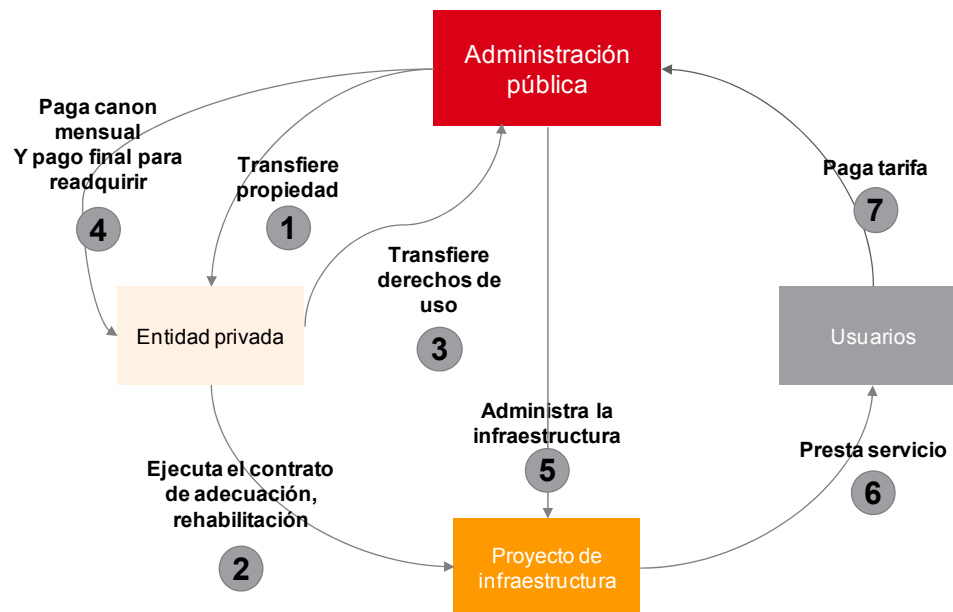 Administración
pública
Paga canon
mensual
Y pago final para
readquirir
4
Transfiere
propiedad
1
Transfiere
derechos de
uso
3
Paga tarifa
7
Entidad privada
Usuarios
Administra la
infraestructura
5
Presta servicio
6
Ejecuta el contrato
de adecuación,
rehabilitación
2
Proyecto de
infraestructura